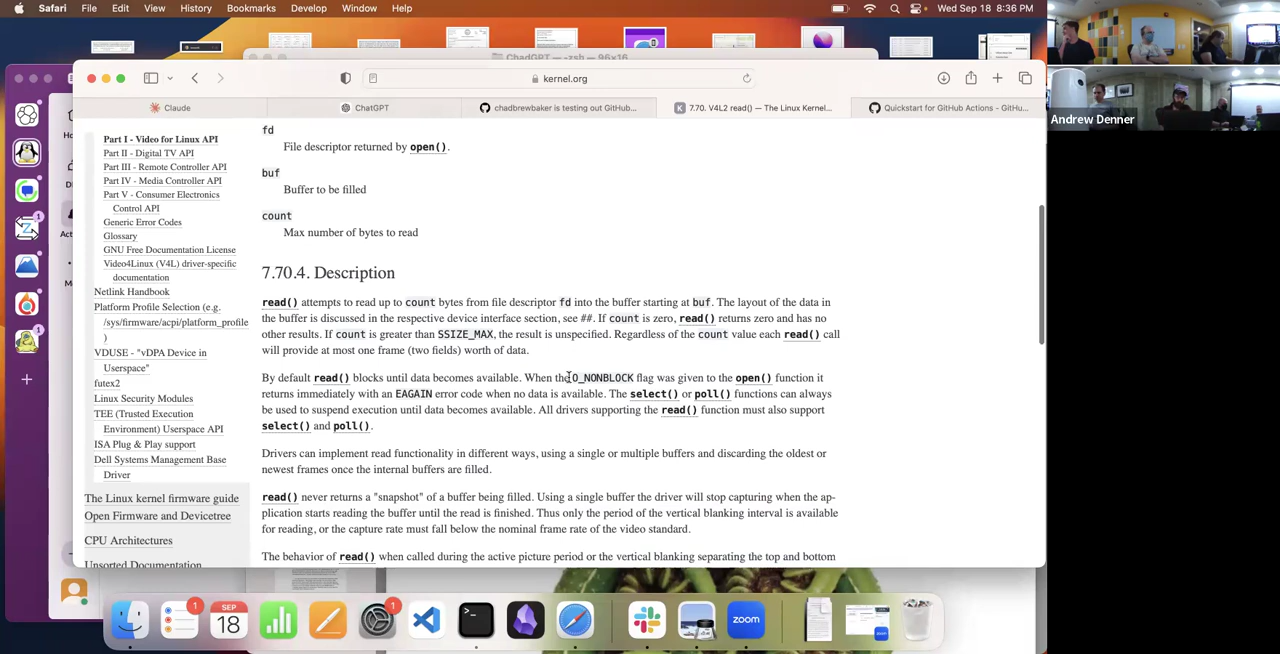 Safari File Edit View History Bookmarks Develop Window Help
Wed Sep 18 8:36 PM
ChadGPT — -zsh — 96×16
kernel.org
Claude
ChatGPT
chadbrewbaker is testing out GitHub...
7.70. V4L2 read() — The Linux Kernel...
Quickstart for GitHub Actions - GitHu...
Andrew Denner
Part I - Video for Linux API
Part II - Digital TV API
Part III - Remote Controller API
Part IV - Media Controller API
Part V - Consumer Electronics
Control API
Generic Error Codes
Glossary
GNU Free Documentation License
Video4Linux (V4L) driver-specific
documentation
Netlink Handbook
Platform Profile Selection (e.g.
/sys/firmware/acpi/platform_profile
)
VDUSE - "vDPA Device in
Userspace"
futex2
Linux Security Modules
TEE (Trusted Execution
Environment) Userspace API
ISA Plug & Play support
Dell Systems Management Base
Driver
The Linux kernel firmware guide
Open Firmware and Devicetree
CPU Architectures
Unsorted Documentation
fd
File descriptor returned by open().
buf
Buffer to be filled
count
Max number of bytes to read
7.70.4. Description
read() attempts to read up to count bytes from file descriptor fd into the buffer starting at buf. The layout of the data in
the buffer is discussed in the respective device interface section, see ##. If count is zero, read() returns zero and has no
other results. If count is greater than SSIZE_MAX, the result is unspecified. Regardless of the count value each read() call
will provide at most one frame (two fields) worth of data.
By default read() blocks until data becomes available. When the O_NONBLOCK flag was given to the open() function it
returns immediately with an EAGAIN error code when no data is available. The select() or poll() functions can always
be used to suspend execution until data becomes available. All drivers supporting the read() function must also support
select() and poll().
Drivers can implement read functionality in different ways, using a single or multiple buffers and discarding the oldest or
newest frames once the internal buffers are filled.
read() never returns a "snapshot" of a buffer being filled. Using a single buffer the driver will stop capturing when the ap-
plication starts reading the buffer until the read is finished. Thus only the period of the vertical blanking interval is available
for reading, or the capture rate must fall below the nominal frame rate of the video standard.
The behavior of read() when called during the active picture period or the vertical blanking separating the top and bottom
1
SEP
18
1
zoom